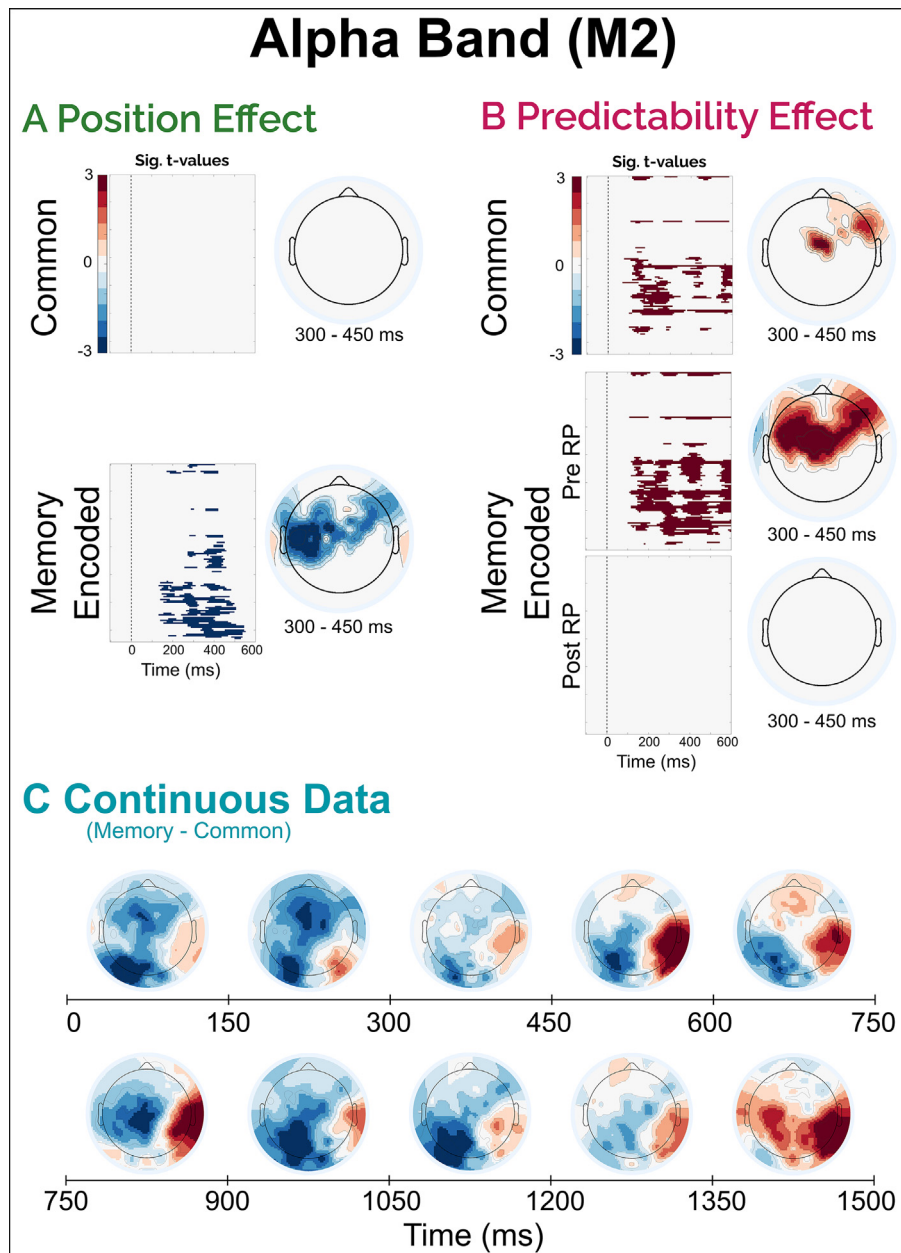 Alpha Band (M2)
A Position Effect
Sig. t-values
3
0
-3
Common
300 - 450 ms
Memory
Encoded
0 200 400 600
Time (ms)
300 - 450 ms
B Predictability Effect
Sig. t-values
3
0
-3
Common
300 - 450 ms
Memory
Encoded
Pre RP
300 - 450 ms
Post RP
0 200 400 600
Time (ms)
300 - 450 ms
C Continuous Data
(Memory - Common)
0 150 300 450 600 750
750 900 1050 1200 1350 1500
Time (ms)